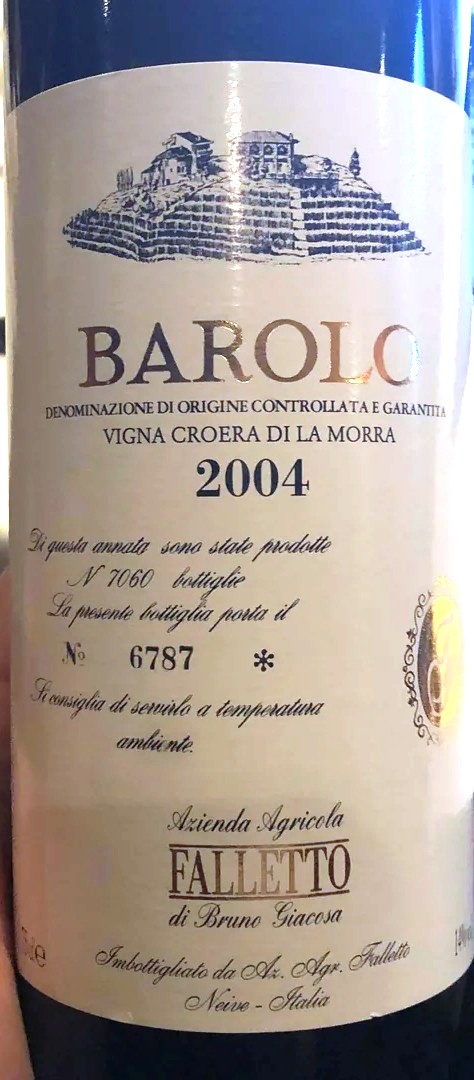 BAROLO
DENOMINAZIONE DI ORIGINE CONTROLLATA E GARANTITA
VIGNA CROERA DI LA MORRA
2004
Di questa annata sono state prodotte
N 7060 bottiglie
La presente bottiglia porta il
№ 6787 *
Si consiglia di servirlo a temperatura
ambiente.
Azienda Agricola
FALLETTO
di Bruno Giacosa
Imbottigliato da Az. Agr. Falletto
Neive - Italia